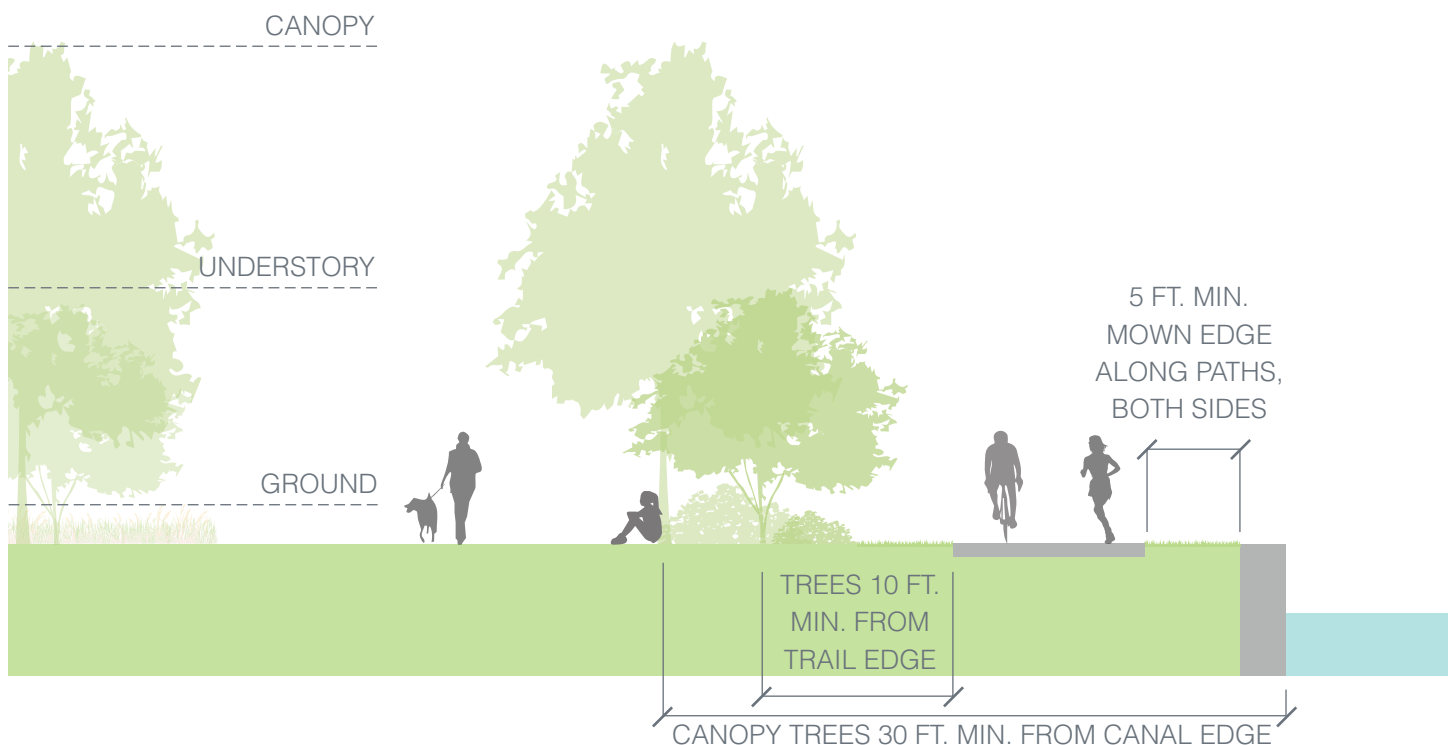 CANOPY
UNDERSTORY
GROUND
5 FT. MIN.
MOWN EDGE
ALONG PATHS,
BOTH SIDES
TREES 10 FT.
MIN. FROM
TRAIL EDGE
CANOPY TREES 30 FT. MIN. FROM CANAL EDGE